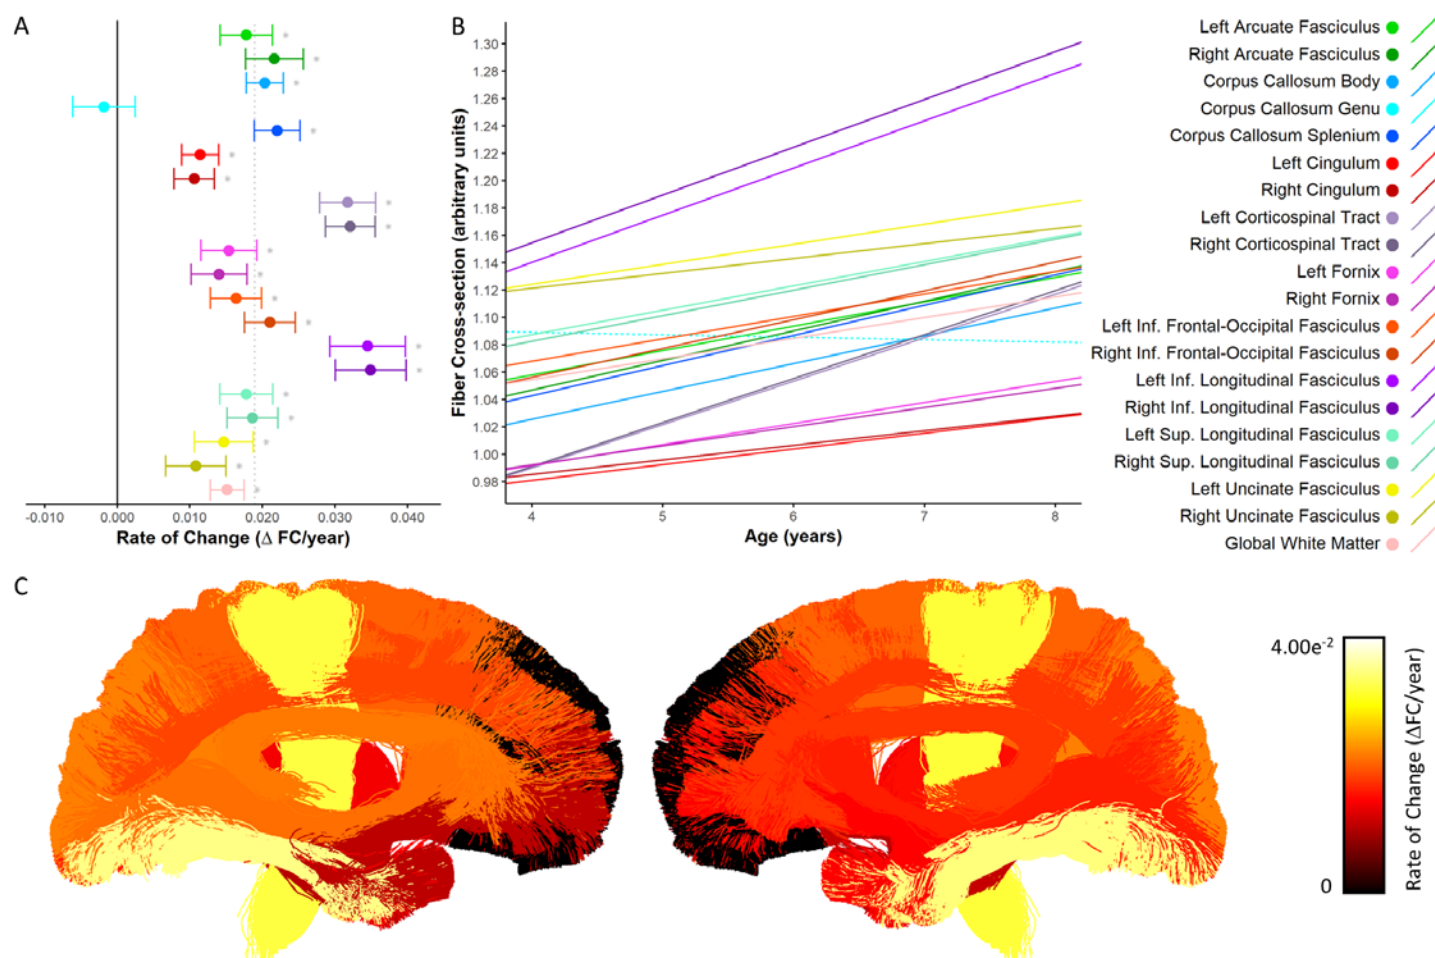 A
B
Left Arcuate Fasciculus
Right Arcuate Fasciculus
Corpus Callosum Body
Corpus Callosum Genu
Corpus Callosum Splenium
Left Cingulum
Right Cingulum
Left Corticospinal Tract
Right Corticospinal Tract
Left Fornix
Right Fornix
Left Inf. Frontal-Occipital Fasciculus
Right Inf. Frontal-Occipital Fasciculus
Left Inf. Longitudinal Fasciculus
Right Inf. Longitudinal Fasciculus
Left Sup. Longitudinal Fasciculus
Right Sup. Longitudinal Fasciculus
Left Uncinate Fasciculus
Right Uncinate Fasciculus
Global White Matter
* * * * * * * * * * * * * * * * * * *
-0.010 0.000 0.010 0.020 0.030 0.040
Rate of Change (Δ FC/year)
Fiber Cross-section (arbitrary units)
1.30
1.28
1.26
1.24
1.22
1.20
1.18
1.16
1.14
1.12
1.10
1.08
1.06
1.04
1.02
1.00
0.98
4 5 6 7 8
Age (years)
C
4.00e-2
0
Rate of Change (ΔFC/year)